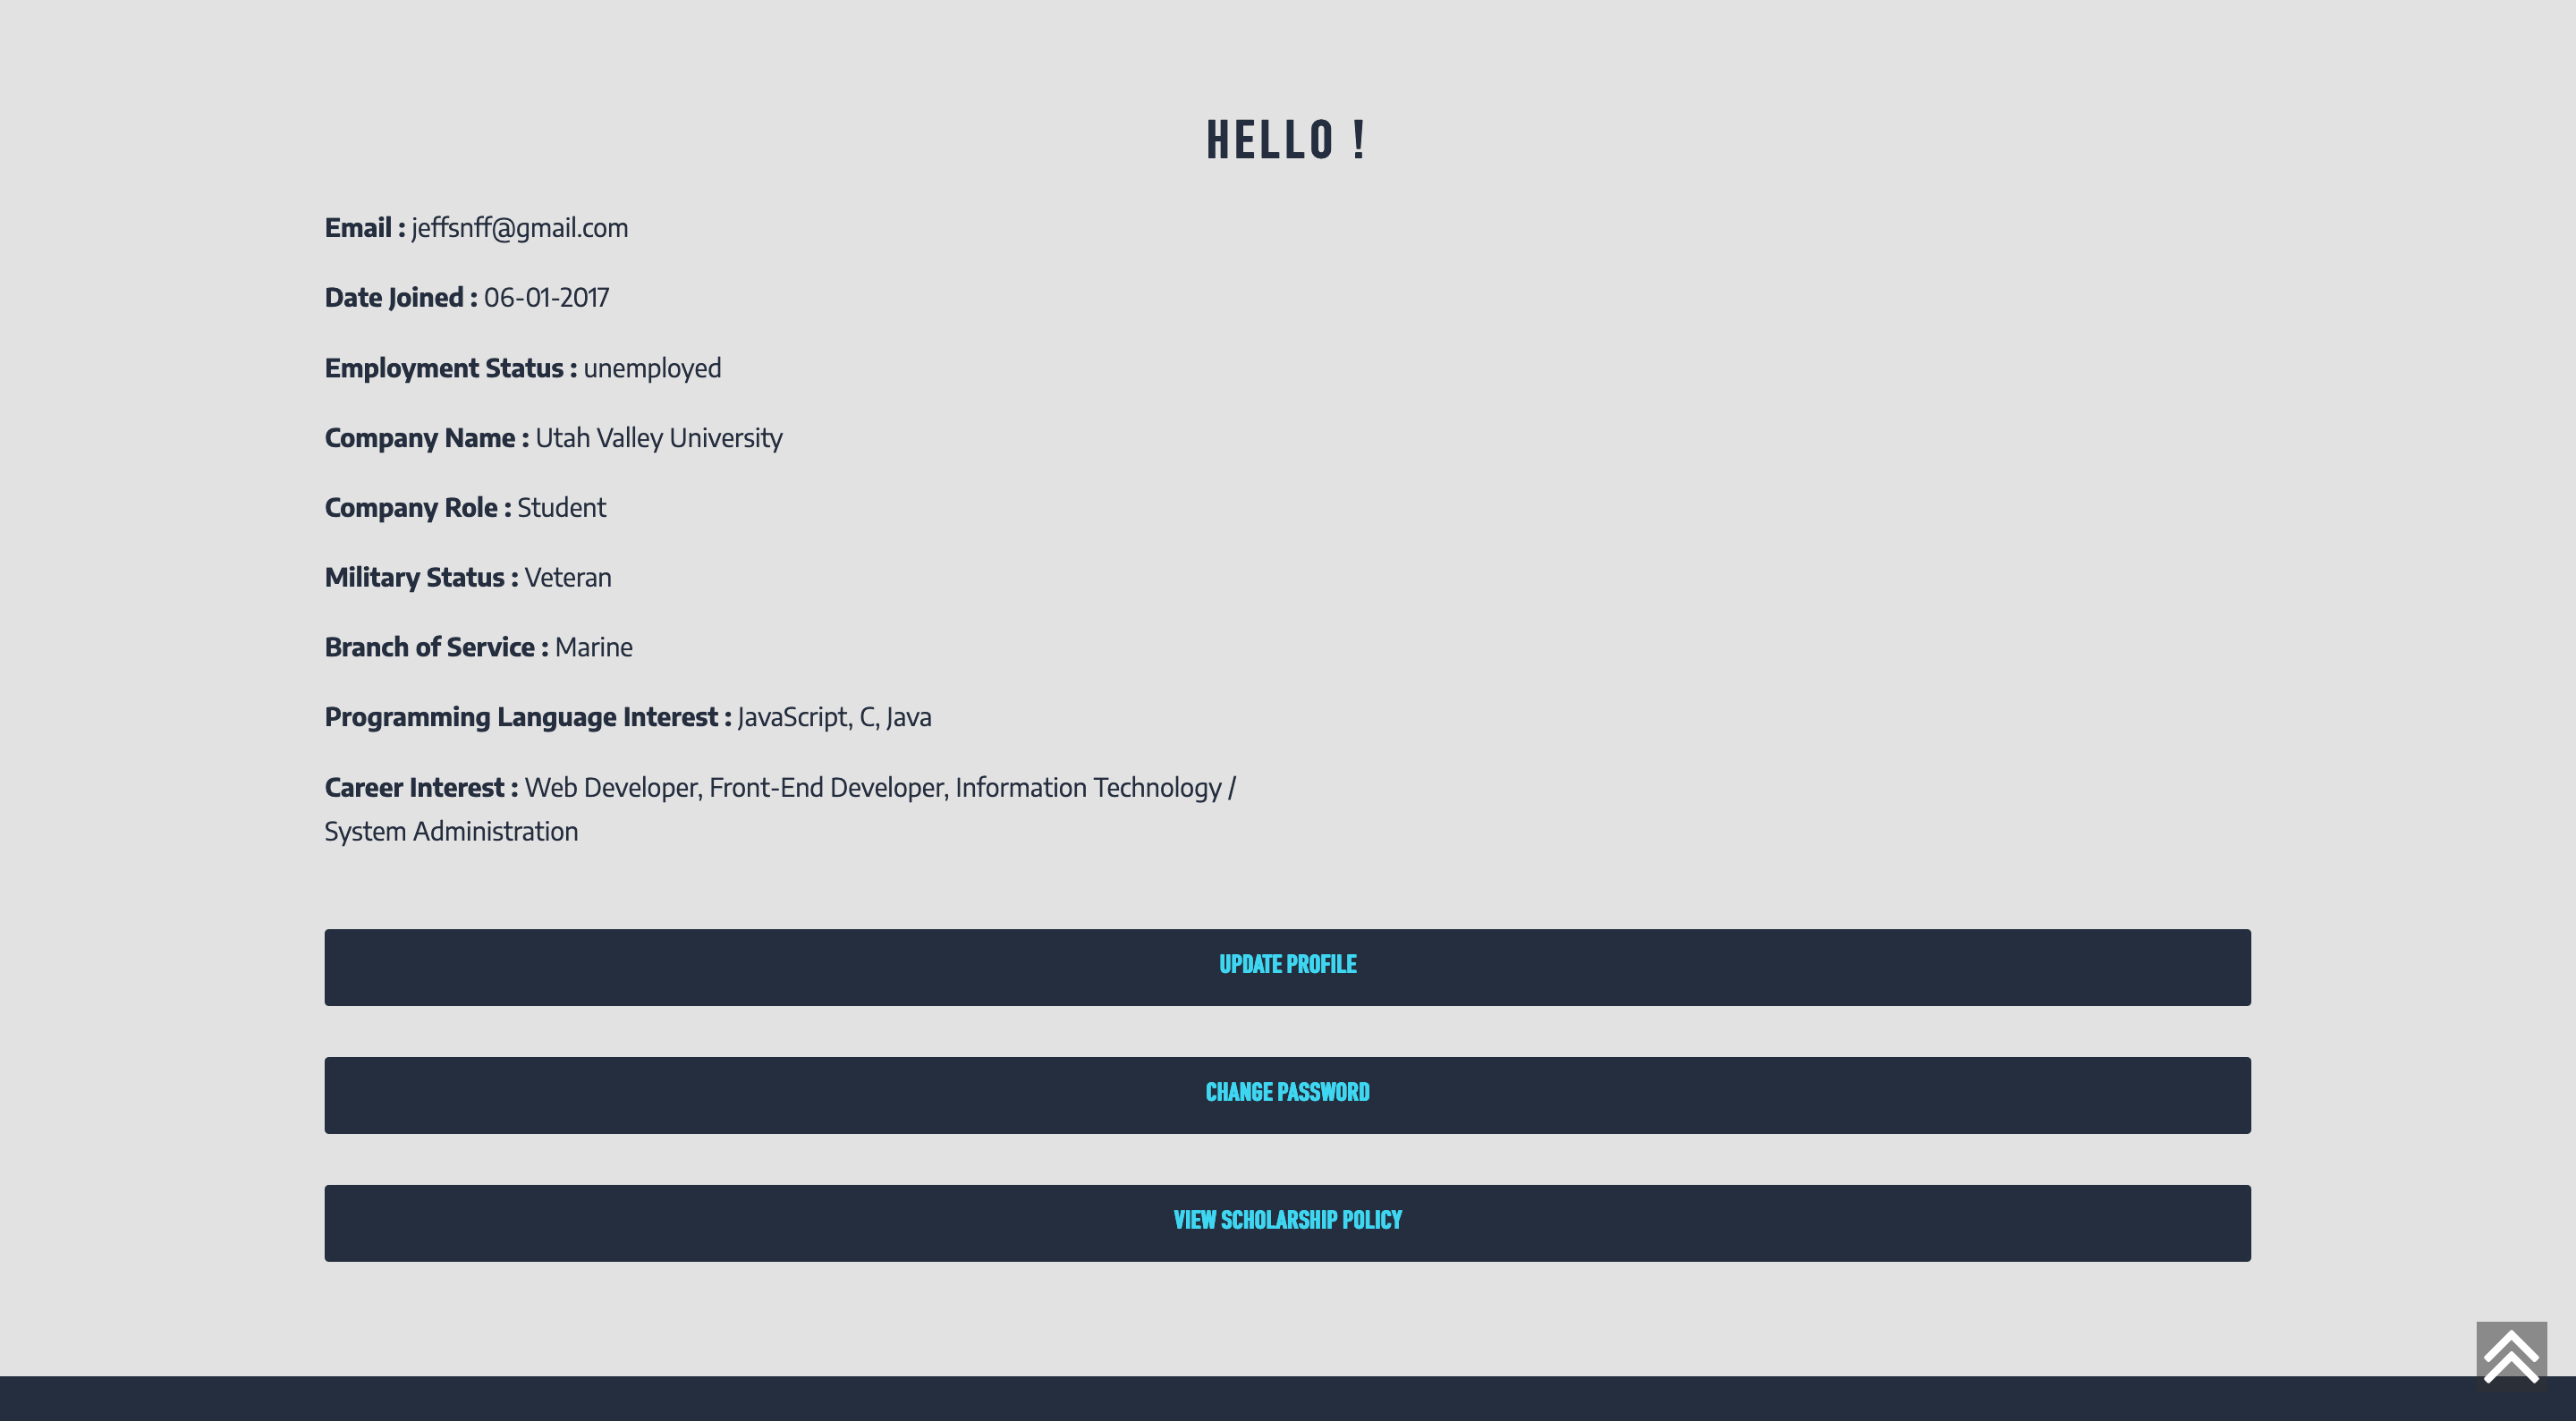 HELLO !
Email : jeffsnff@gmail.com
Date Joined : 06-01-2017
Employment Status : unemployed
Company Name : Utah Valley University
Company Role : Student
Military Status : Veteran
Branch of Service : Marine
Programming Language Interest : JavaScript, C, Java
Career Interest : Web Developer, Front-End Developer, Information Technology /
System Administration
UPDATE PROFILE
CHANGE PASSWORD
VIEW SCHOLARSHIP POLICY